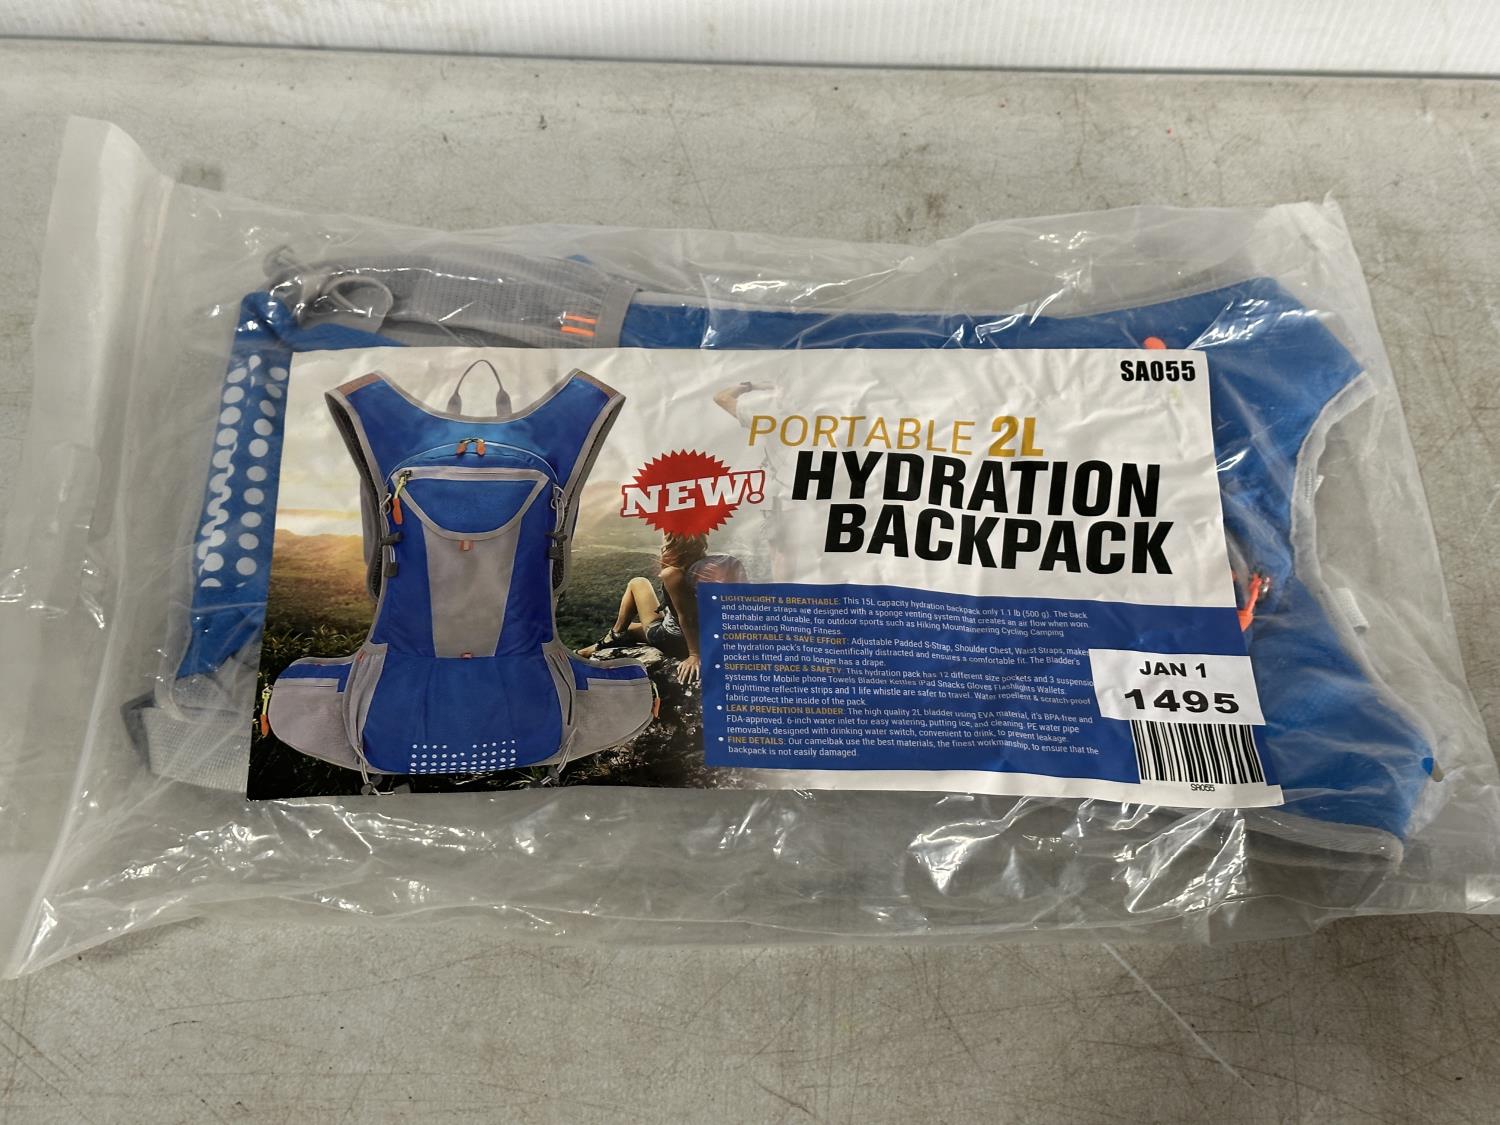 SA055
PORTABLE 2L
NEW!
HYDRATION
BACKPACK
• LIGHTWEIGHT & BREATHABLE: This 15L capacity hydration backpack only 1.1 lb (500 g). The back
and shoulder straps are designed with a sponge venting system that creates an air flow when worn.
Breathable and durable, for outdoor sports such as Hiking Mountaineering Cycling Camping
Skateboarding Running Fitness.
• COMFORTABLE & SAVE EFFORT: Adjustable Padded S-Strap, Shoulder Chest, Waist Straps, makes
the hydration pack's force scientifically distracted and ensures a comfortable fit. The Bladder's
pocket is fitted and no longer has a drape.
• SUFFICIENT SPACE & SAFETY: This hydration pack has 12 different size pockets and 3 suspensio
systems for Mobile phone Towels Bladder Kettles iPad Snacks Gloves Flashlights Wallets.
8 nighttime reflective strips and 1 life whistle are safer to travel. Water repellent & scratch-proof
fabric protect the inside of the pack.
• LEAK PREVENTION BLADDER: The high quality 2L bladder using EVA material, it's BPA-free and
FDA-approved. 6-inch water inlet for easy watering, putting ice, and cleaning. PE water pipe
removable, designed with drinking water switch, convenient to drink, to prevent leakage.
• FINE DETAILS: Our camelbak use the best materials, the finest workmanship, to ensure that the
backpack is not easily damaged.
JAN 1
1495
SA055